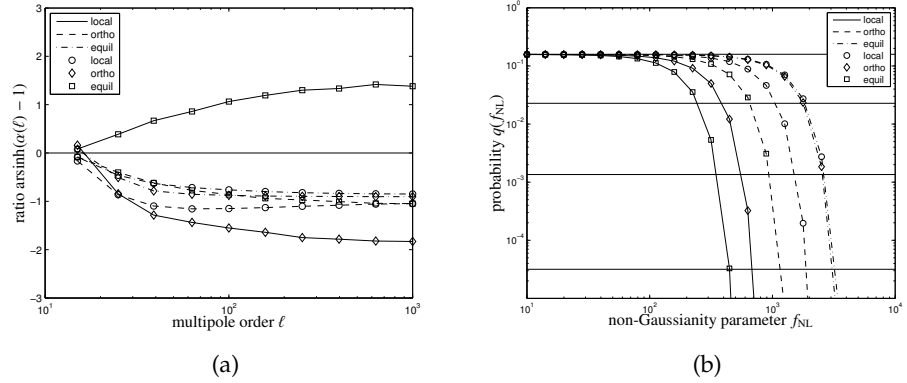 3
2
1
0
−1
−2
−3
10^1
10^2
10^3
ratio arsinh(α(ℓ) − 1)
multipole order ℓ
local
ortho
equil
local
ortho
equil
(a)
10^0
10^−1
10^−2
10^−3
10^−4
10^1
10^2
10^3
10^4
probability q(f_NL)
non-Gaussianity parameter f_NL
local
ortho
equil
local
ortho
equil
(b)